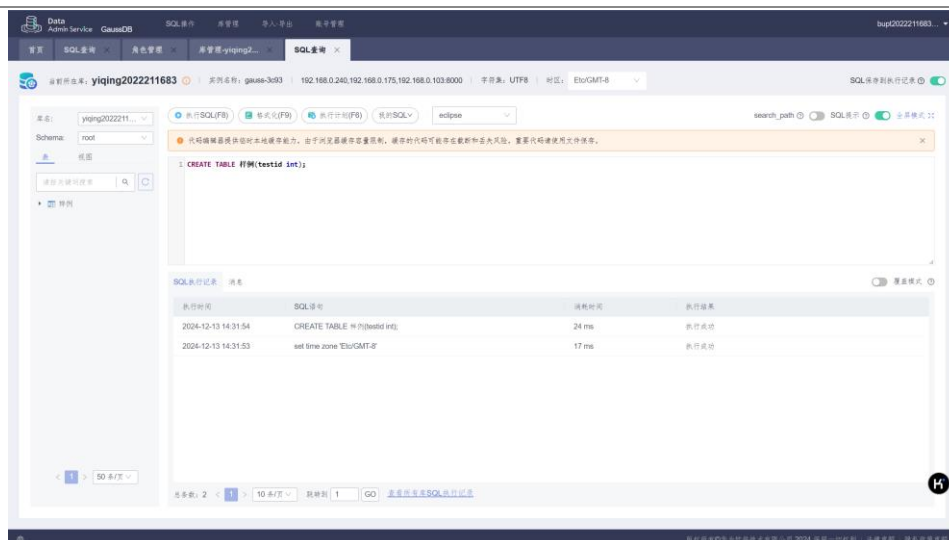 Data
Admin Service GaussDB
SQL操作 库管理 导入·导出 账号管理
bupt2022211683...
首页 SQL查询 × 角色管理 × 库管理-yiqing2... × SQL查询 ×
当前所在库: yiqing2022211683 实例名称: gauss-3c93 192.168.0.240,192.168.0.175,192.168.0.103:8000 字符集: UTF8 时区: Etc/GMT-8 SQL保存到执行记录
库名: yiqing2022211...
Schema: root
表 视图
请按关键词搜索
样例
执行SQL(F8) 格式化(F9) 执行计划(F6) 我的SQL eclipse search_path SQL提示 全屏模式
代码编辑器提供临时本地缓存能力。由于浏览器缓存容量限制，缓存的代码可能存在截断和丢失风险，重要代码请使用文件保存。 ×
1 CREATE TABLE 样例(testid int);
SQL执行记录 消息 覆盖模式
执行时间 SQL语句 消耗时间 执行结果
2024-12-13 14:31:54 CREATE TABLE 样例(testid int); 24 ms 执行成功
2024-12-13 14:31:53 set time zone 'Etc/GMT-8' 17 ms 执行成功
< 1 > 50 条/页
总条数: 2 < 1 > 10 条/页 跳转到 1 GO 查看所有库SQL执行记录